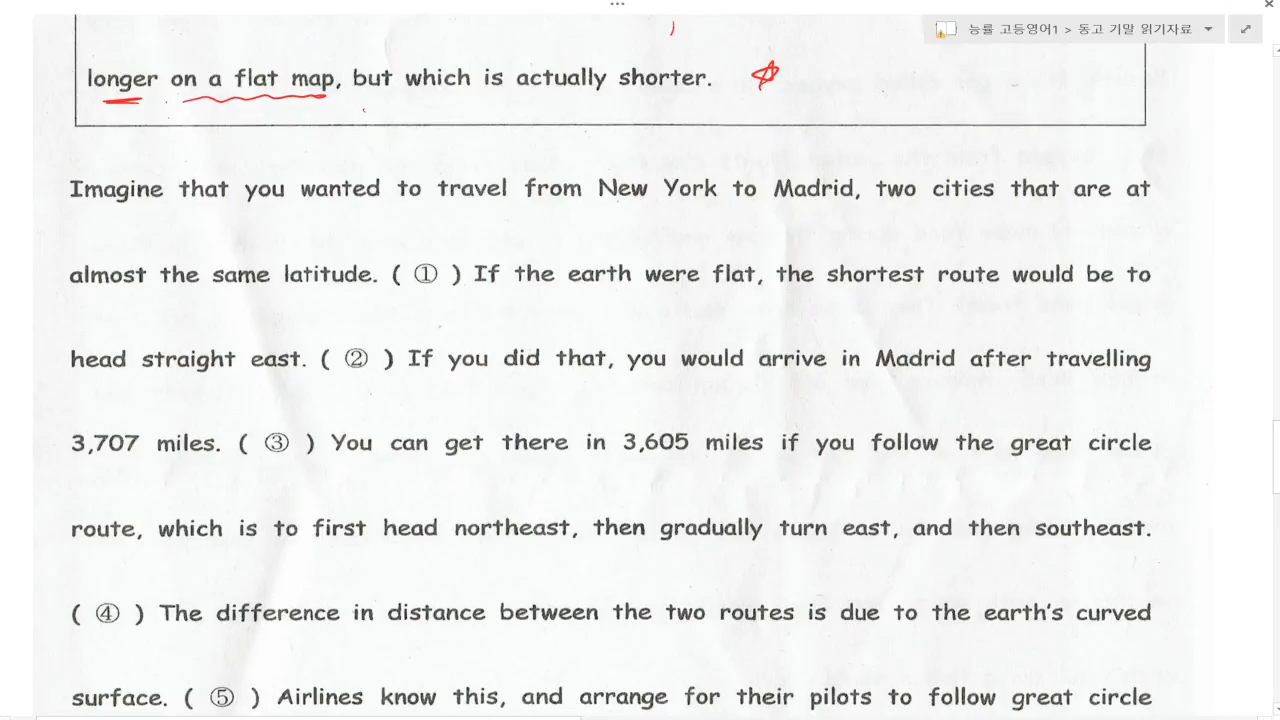 능률 고등영어1 > 동고 기말 읽기자료
longer on a flat map, but which is actually shorter.
Imagine that you wanted to travel from New York to Madrid, two cities that are at
almost the same latitude. ( ① ) If the earth were flat, the shortest route would be to
head straight east. ( ② ) If you did that, you would arrive in Madrid after travelling
3,707 miles. ( ③ ) You can get there in 3,605 miles if you follow the great circle
route, which is to first head northeast, then gradually turn east, and then southeast.
( ④ ) The difference in distance between the two routes is due to the earth's curved
surface. ( ⑤ ) Airlines know this, and arrange for their pilots to follow great circle